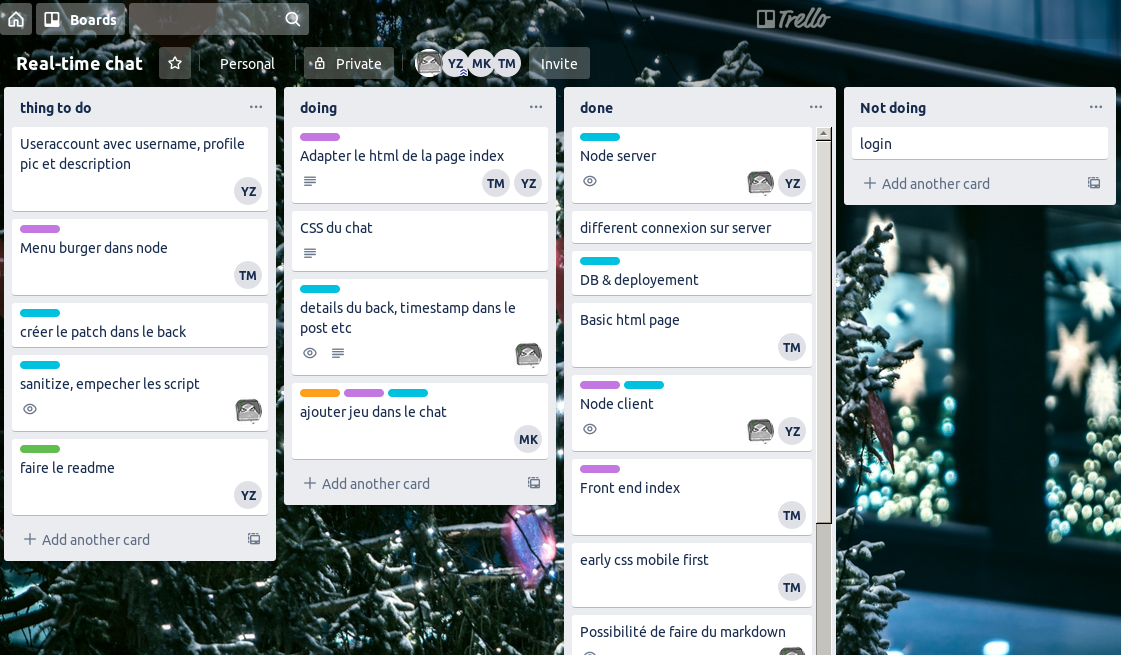 Boards
Trello
Real-time chat
Personal
Private
YZ
MK
TM
Invite
thing to do
Useraccount avec username, profile
pic et description
YZ
Menu burger dans node
TM
créer le patch dans le back
sanitize, empecher les script
faire le readme
YZ
Add another card
doing
Adapter le html de la page index
TM
YZ
CSS du chat
details du back, timestamp dans le
post etc
ajouter jeu dans le chat
MK
Add another card
done
Node server
YZ
different connexion sur server
DB & deployement
Basic html page
TM
Node client
YZ
Front end index
TM
early css mobile first
TM
Possibilité de faire du markdown
Not doing
login
Add another card